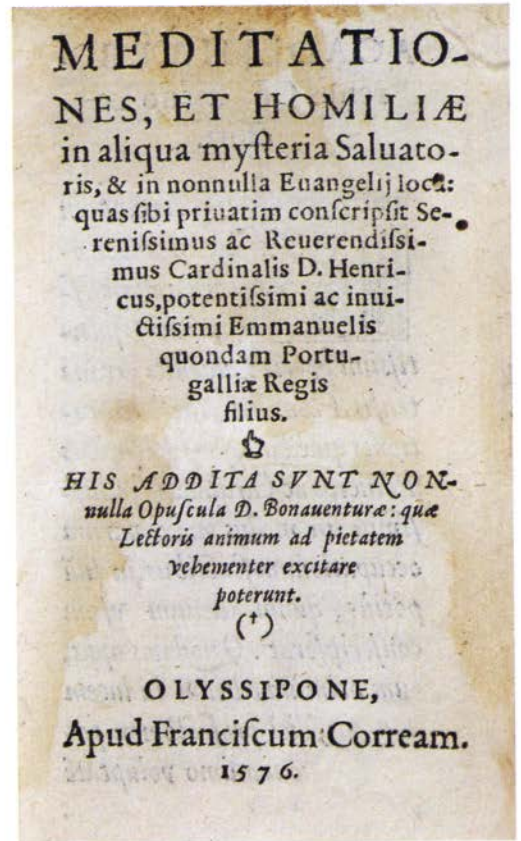 MEDITATIO-
NES, ET HOMILIÆ
in aliqua myſteria Saluato-
ris, & in nonnulla Euangelij loca:
quas ſibi priuatim conſcripſit Se-
reniſsimus ac Reuerendiſsi-
mus Cardinalis D. Henri-
cus, potentiſsimi ac inui-
ctiſsimi Emmanuelis
quondam Portu-
galliæ Regis
filius.
HIS ADDITA SVNT NON-
nulla Opuſcula D. Bonauenturæ: quæ
Lectoris animum ad pietatem
vehementer excitare
poterunt.
(†)
OLYSSIPONE,
Apud Franciſcum Corream.
1576.